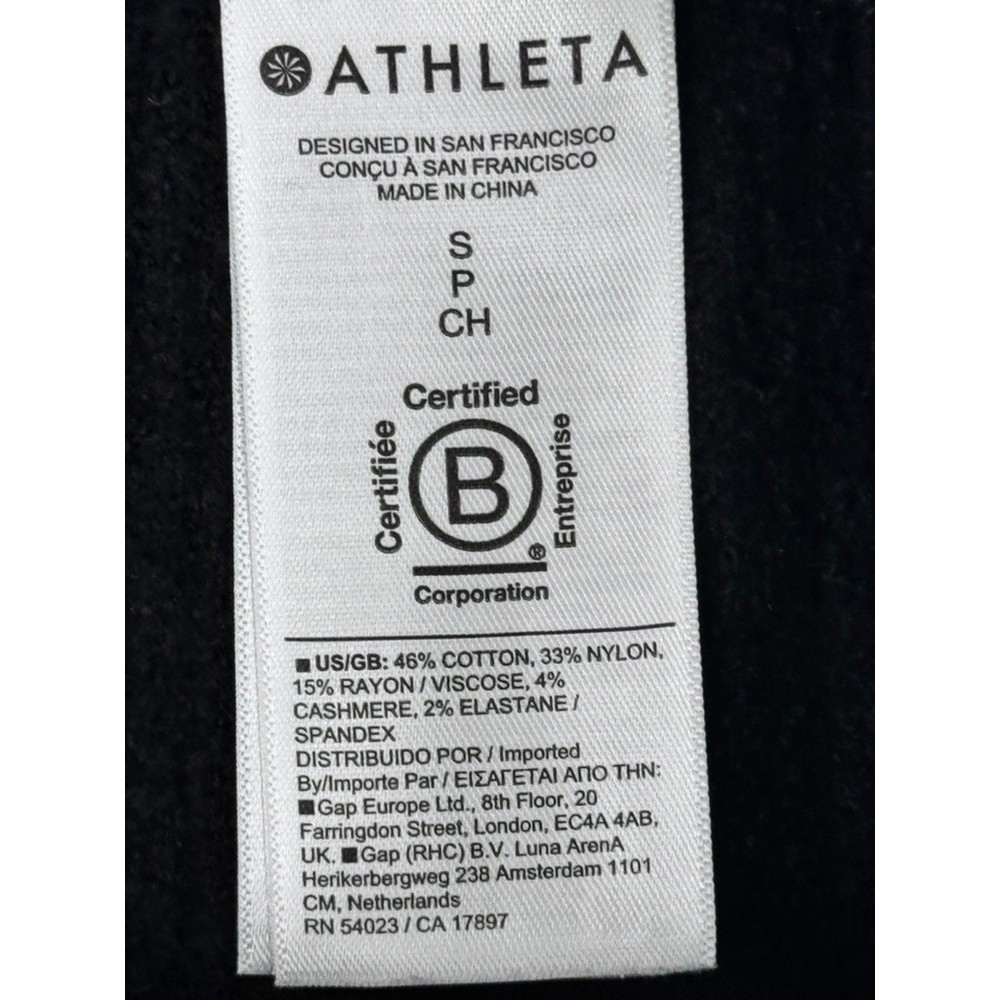 ATHLETA
DESIGNED IN SAN FRANCISCO
CONÇU À SAN FRANCISCO
MADE IN CHINA
S
P
CH
Certified
Certifiée
B
Entreprise
®
Corporation
■ US/GB: 46% COTTON, 33% NYLON,
15% RAYON / VISCOSE, 4%
CASHMERE, 2% ELASTANE /
SPANDEX
DISTRIBUIDO POR / Imported
By/Importe Par / ΕΙΣΑΓΕΤΑΙ ΑΠΟ ΤΗΝ:
■ Gap Europe Ltd., 8th Floor, 20
Farringdon Street, London, EC4A 4AB,
UK. ■ Gap (RHC) B.V. Luna ArenA
Herikerbergweg 238 Amsterdam 1101
CM, Netherlands
RN 54023 / CA 17897